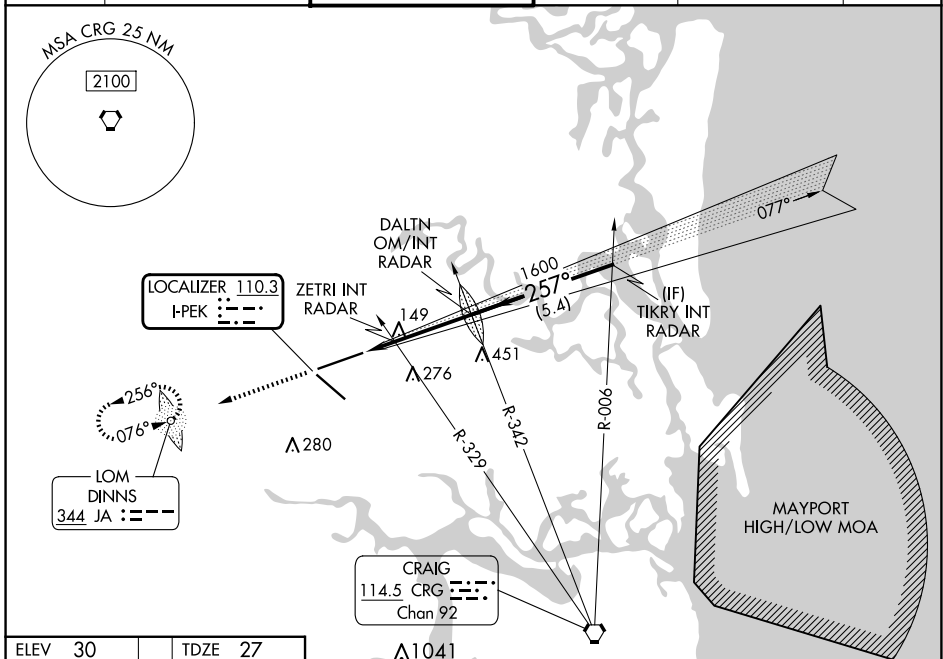 MSA CRG 25 NM
2100
077°
DALTN
OM/INT
RADAR
1600
257°
(5.4)
LOCALIZER 110.3
I-PEK
ZETRI INT
RADAR
149
(IF)
TIKRY INT
RADAR
451
276
256°
076°
R-329
R-342
R-006
280
LOM
DINNS
344 JA
MAYPORT
HIGH/LOW MOA
CRAIG
114.5 CRG
Chan 92
ELEV 30
TDZE 27
1041